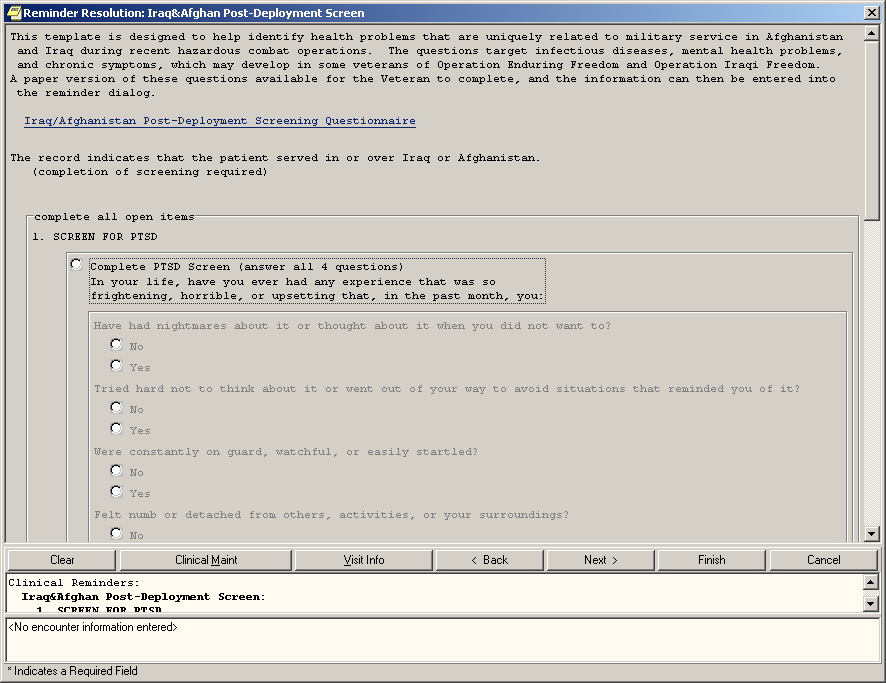 Reminder Resolution: Iraq&Afghan Post-Deployment Screen
This template is designed to help identify health problems that are uniquely related to military service in Afghanistan
and Iraq during recent hazardous combat operations.  The questions target infectious diseases, mental health problems,
and chronic symptoms, which may develop in some veterans of Operation Enduring Freedom and Operation Iraqi Freedom.
A paper version of these questions available for the Veteran to complete, and the information can then be entered into
the reminder dialog.
Iraq/Afghanistan Post-Deployment Screening Questionnaire
The record indicates that the patient served in or over Iraq or Afghanistan.
(completion of screening required)
complete all open items
1. SCREEN FOR PTSD
Complete PTSD Screen (answer all 4 questions)
In your life, have you ever had any experience that was so
frightening, horrible, or upsetting that, in the past month, you:
Have had nightmares about it or thought about it when you did not want to?
No
Yes
Tried hard not to think about it or went out of your way to avoid situations that reminded you of it?
No
Yes
Were constantly on guard, watchful, or easily startled?
No
Yes
Felt numb or detached from others, activities, or your surroundings?
No
Clear Clinical Maint Visit Info < Back Next > Finish Cancel
Clinical Reminders:
Iraq&Afghan Post-Deployment Screen:
1. SCREEN FOR PTSD
<No encounter information entered>
* Indicates a Required Field